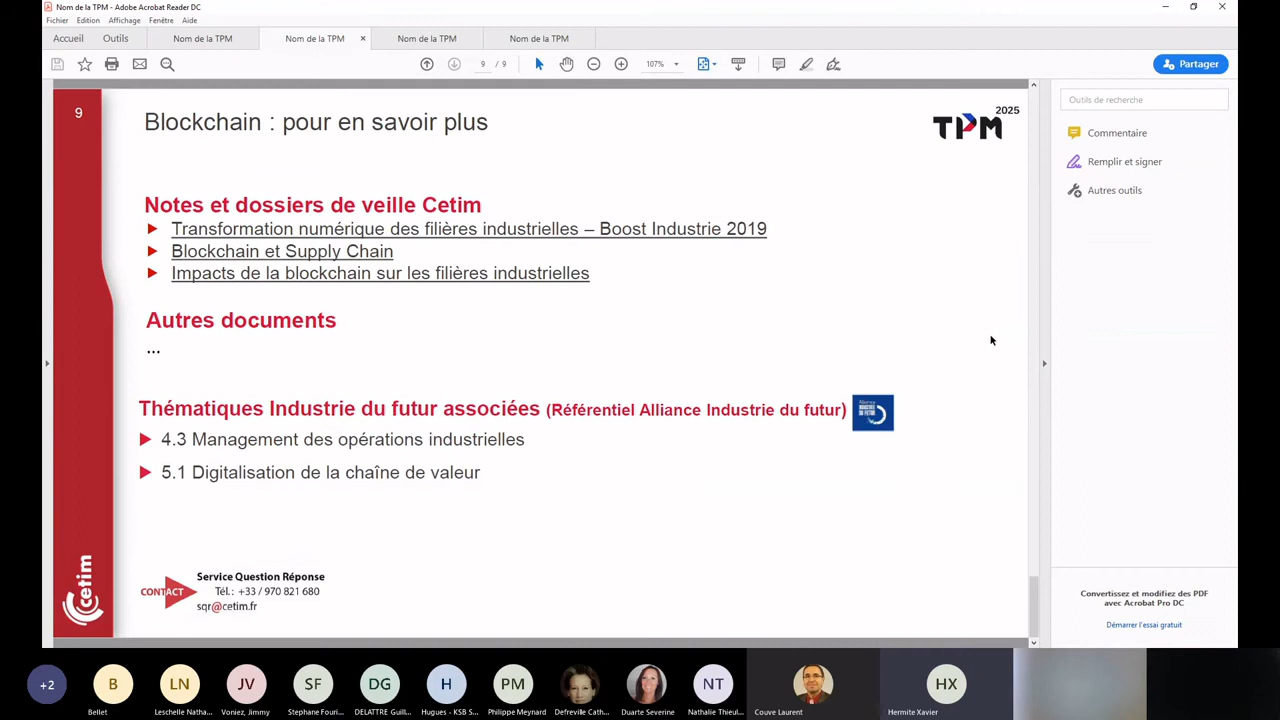 Nom de la TPM - Adobe Acrobat Reader DC
Fichier Edition Affichage Fenêtre Aide
Accueil Outils Nom de la TPM Nom de la TPM × Nom de la TPM Nom de la TPM
9 / 9 107% Partager
9
Blockchain : pour en savoir plus
TPM 2025
Outils de recherche
Commentaire
Remplir et signer
Autres outils
Notes et dossiers de veille Cetim
Transformation numérique des filières industrielles – Boost Industrie 2019
Blockchain et Supply Chain
Impacts de la blockchain sur les filières industrielles
Autres documents
...
Thématiques Industrie du futur associées (Référentiel Alliance Industrie du futur)
Alliance INDUSTRIE DU FUTUR
4.3 Management des opérations industrielles
5.1 Digitalisation de la chaîne de valeur
cetim
CONTACT
Service Question Réponse
Tél.: +33 / 970 821 680
sqr@cetim.fr
Convertissez et modifiez des PDF
avec Acrobat Pro DC
Démarrer l'essai gratuit
+2 B LN JV SF DG H PM NT HX
Bellet Leschelle Natha... Voniez, Jimmy Stephane Fouri... DELATTRE Guill... Hugues - KSB S... Philippe Meynard Defreville Cath... Duarte Severine Nathalie Thieul... Couve Laurent Hermite Xavier